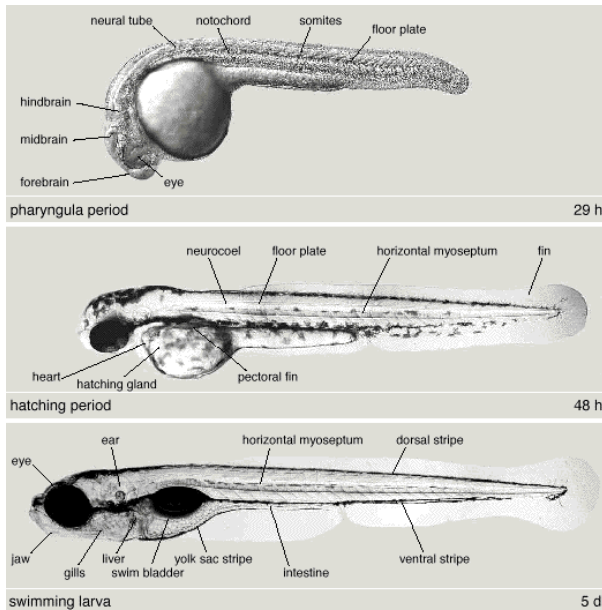 neural tube
notochord
somites
floor plate
hindbrain
midbrain
forebrain
eye
pharyngula period 29 h
neurocoel
floor plate
horizontal myoseptum
fin
heart
hatching gland
pectoral fin
hatching period 48 h
ear
horizontal myoseptum
dorsal stripe
eye
jaw
gills
liver
swim bladder
yolk sac stripe
intestine
ventral stripe
swimming larva 5 d